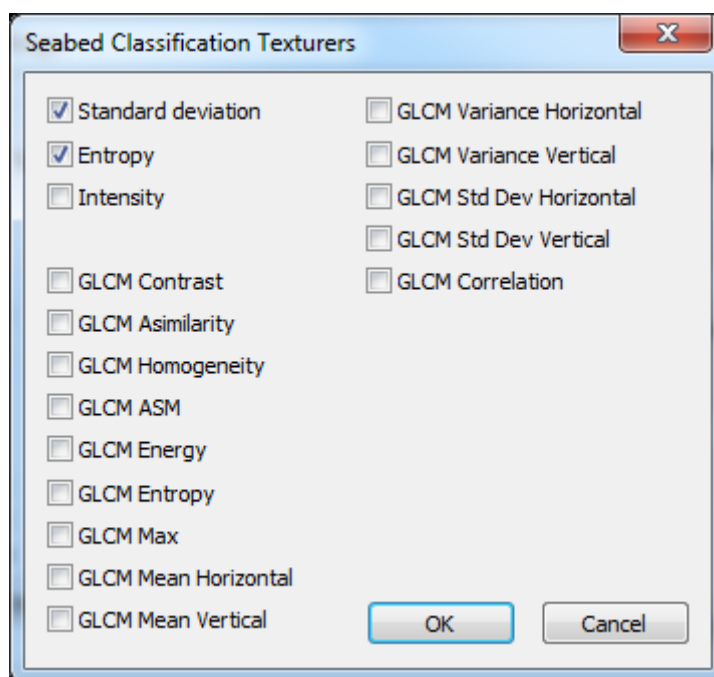 Seabed Classification Texturers
Standard deviation
Entropy
Intensity
GLCM Contrast
GLCM Asimilarity
GLCM Homogeneity
GLCM ASM
GLCM Energy
GLCM Entropy
GLCM Max
GLCM Mean Horizontal
GLCM Mean Vertical
GLCM Variance Horizontal
GLCM Variance Vertical
GLCM Std Dev Horizontal
GLCM Std Dev Vertical
GLCM Correlation
OK
Cancel